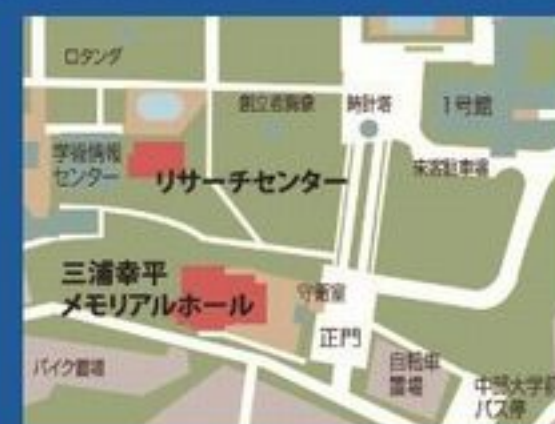 ロタンダ
創立者胸像
時計塔
1号館
学術情報
センター
リサーチセンター
来客駐車場
三浦幸平
メモリアルホール
守衛室
正門
バイク置場
自転車
置場
中部大学前
バス停